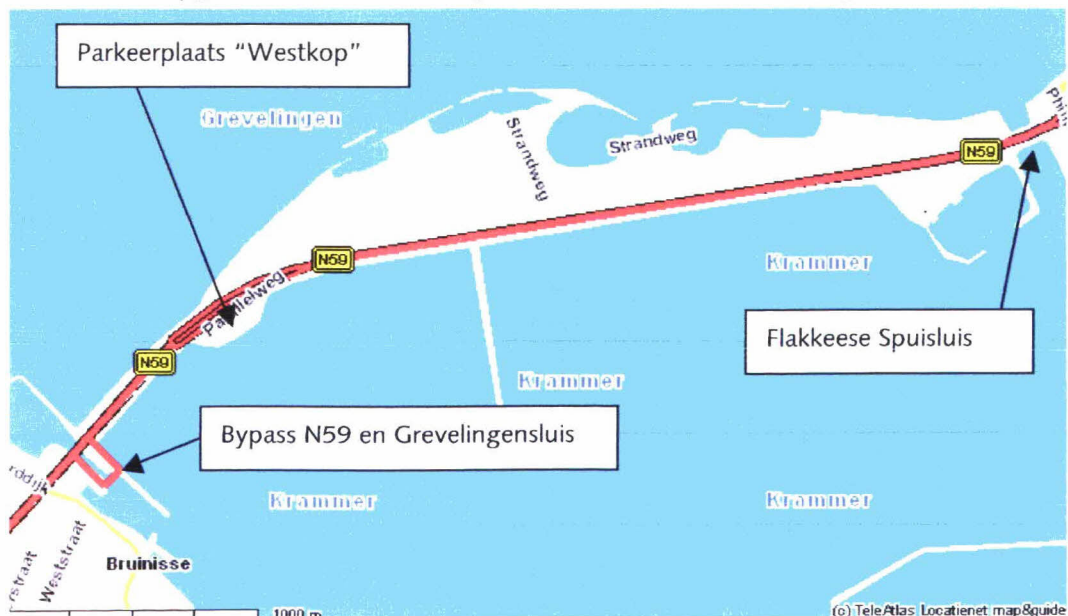 Parkeerplaats “Westkop”
Grevelingen
Strandweg
Strandweg
N59
N59
Parallelweg
N59
Krammer
Flakkeese Spuisluis
Krammer
Bypass N59 en Grevelingensluis
Krammer
Krammer
Weststraat
Bruinisse
1000 m
(c) TeleAtlas Locatienet map&guide